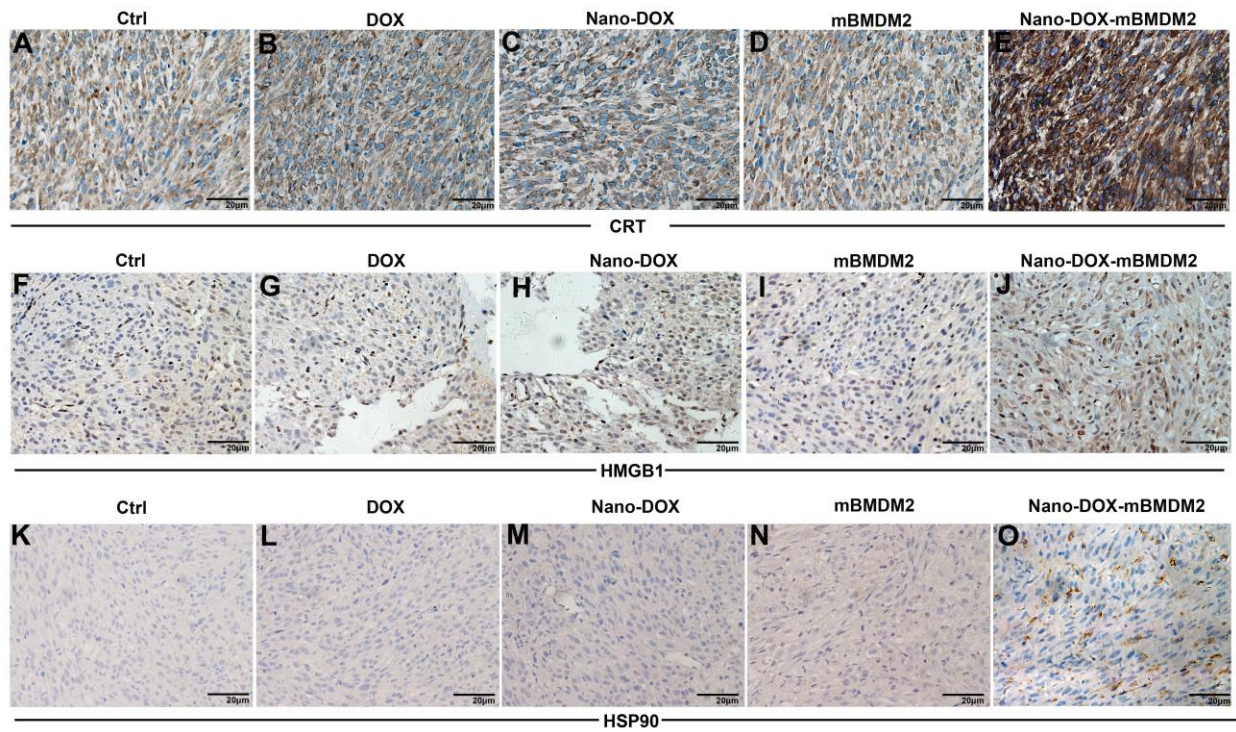 Ctrl DOX Nano-DOX mBMDM2 Nano-DOX-mBMDM2
A B C D E
20μm 20μm 20μm 20μm 20μm
CRT
Ctrl DOX Nano-DOX mBMDM2 Nano-DOX-mBMDM2
F G H I J
20μm 20μm 20μm 20μm 20μm
HMGB1
Ctrl DOX Nano-DOX mBMDM2 Nano-DOX-mBMDM2
K L M N O
20μm 20μm 20μm 20μm 20μm
HSP90